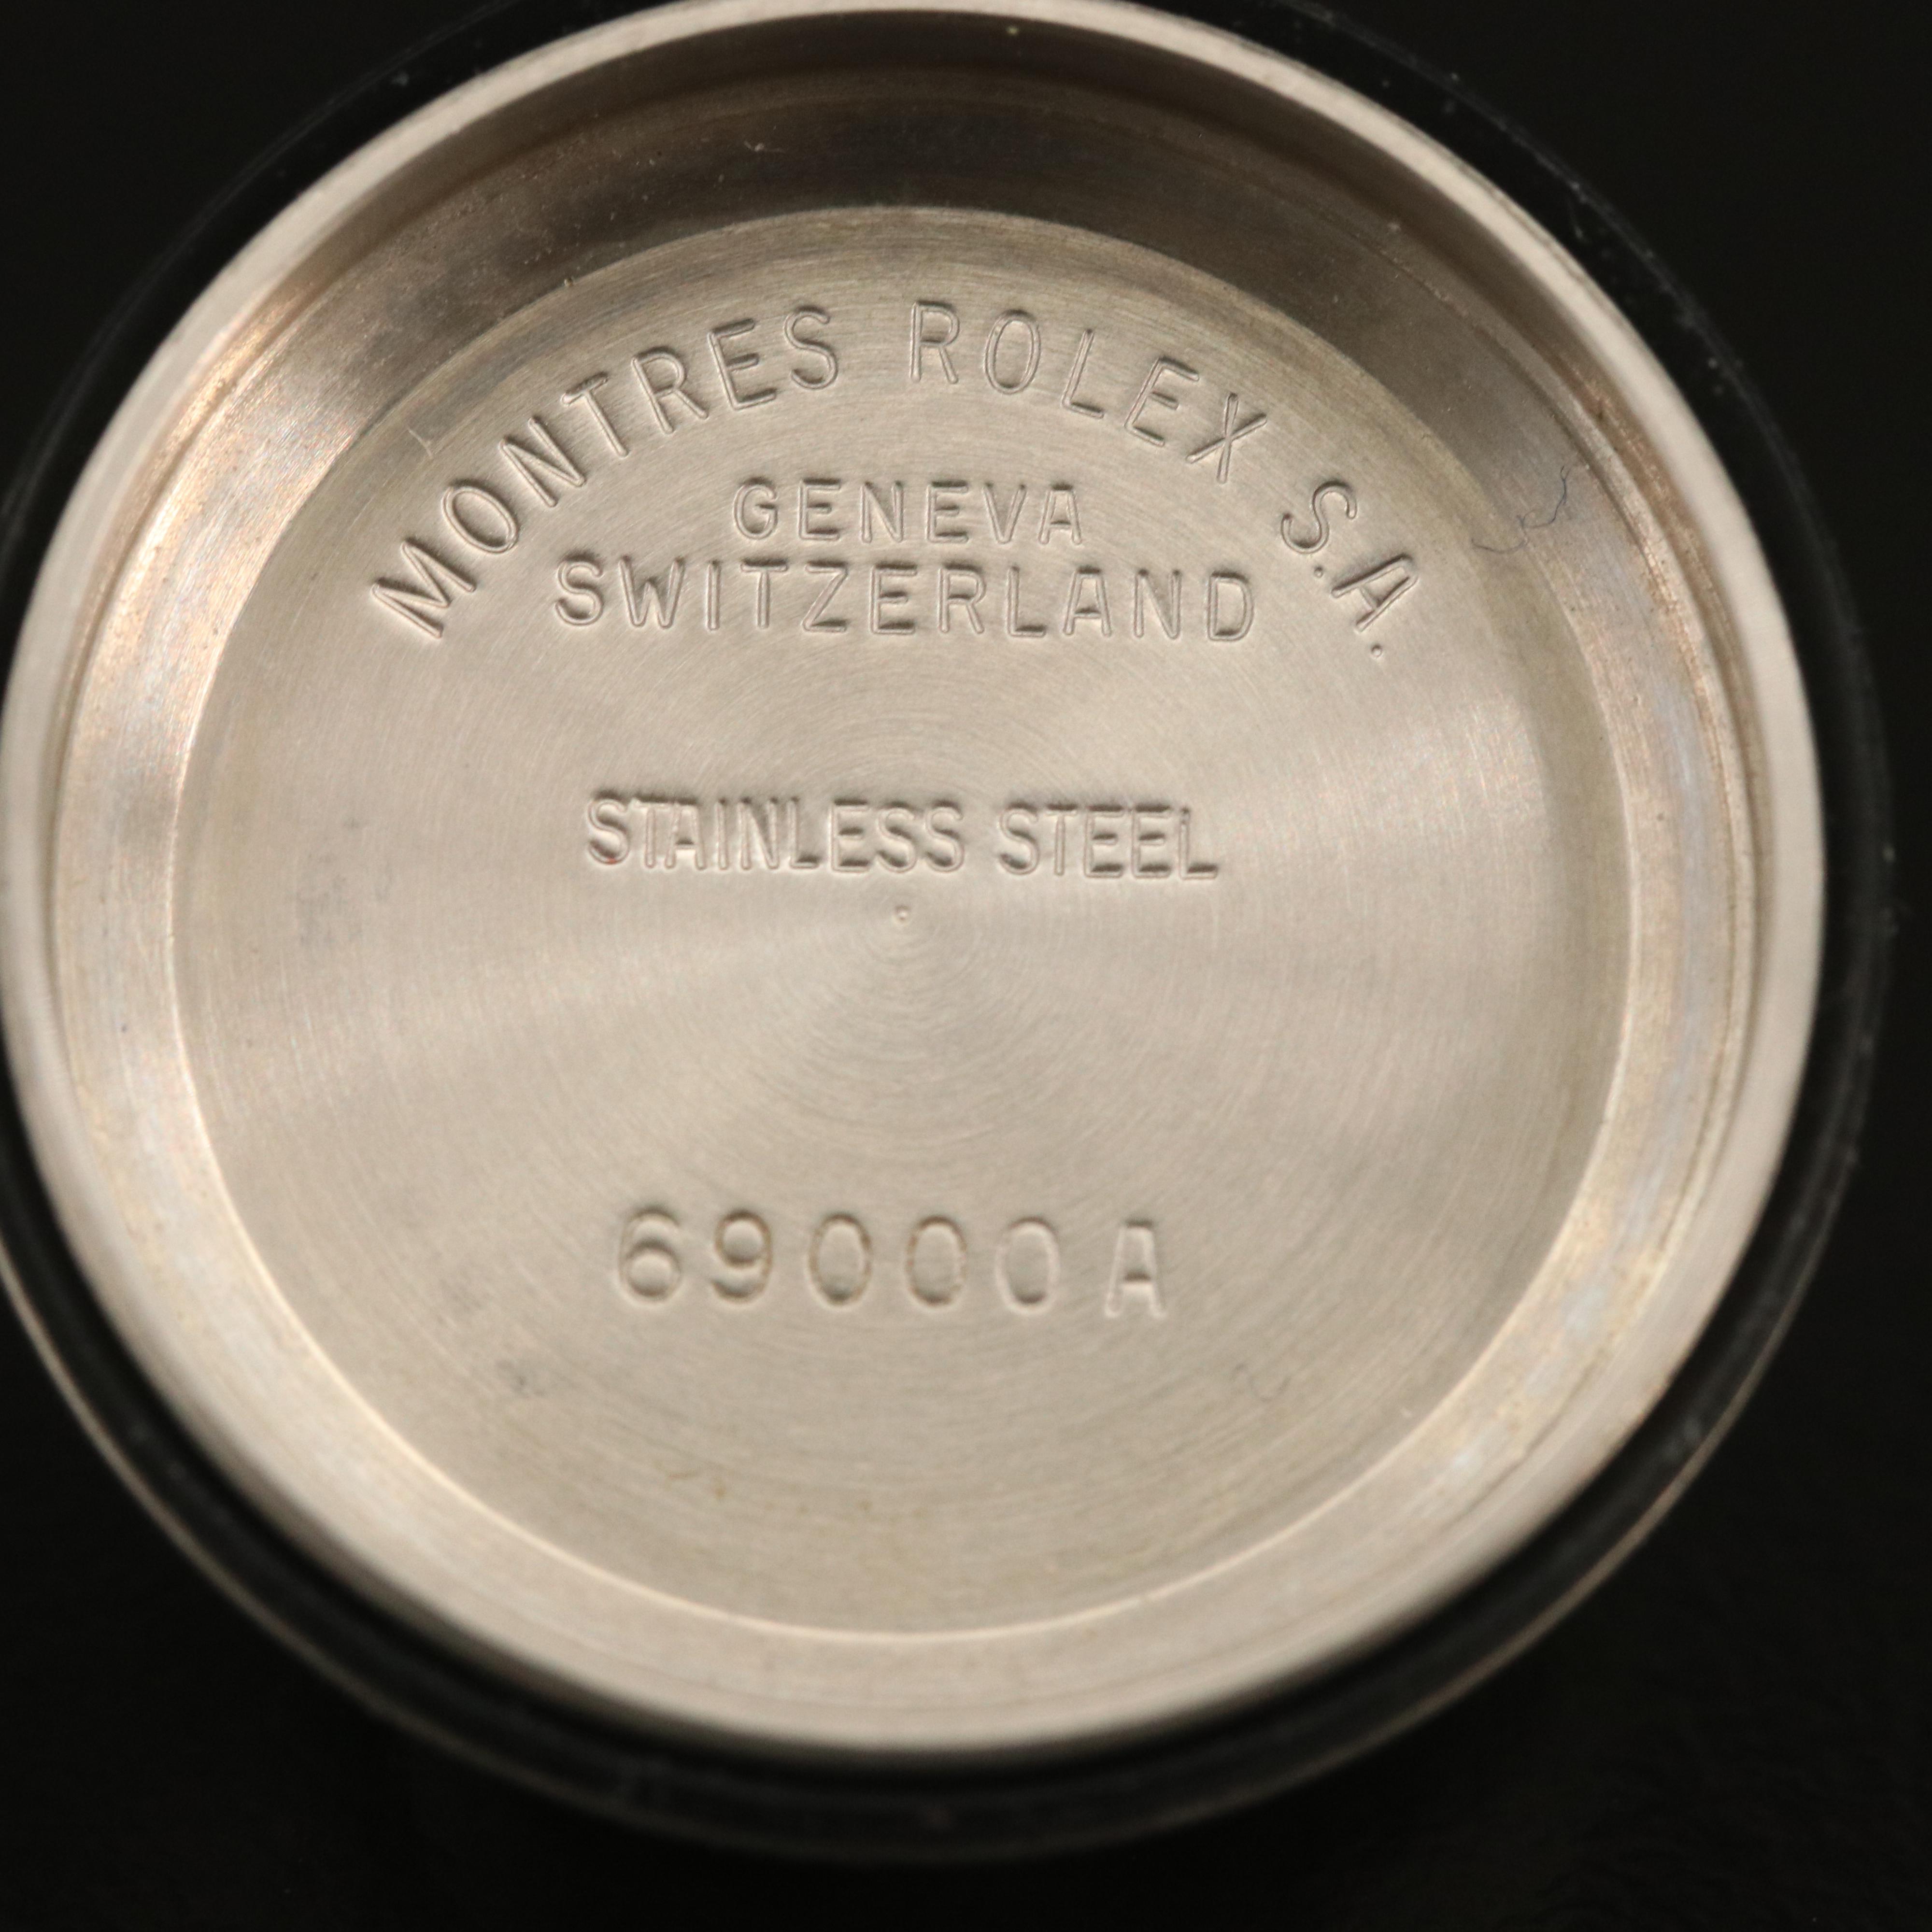 MONTRES ROLEX S.A.
GENEVA
SWITZERLAND
STAINLESS STEEL
69000A